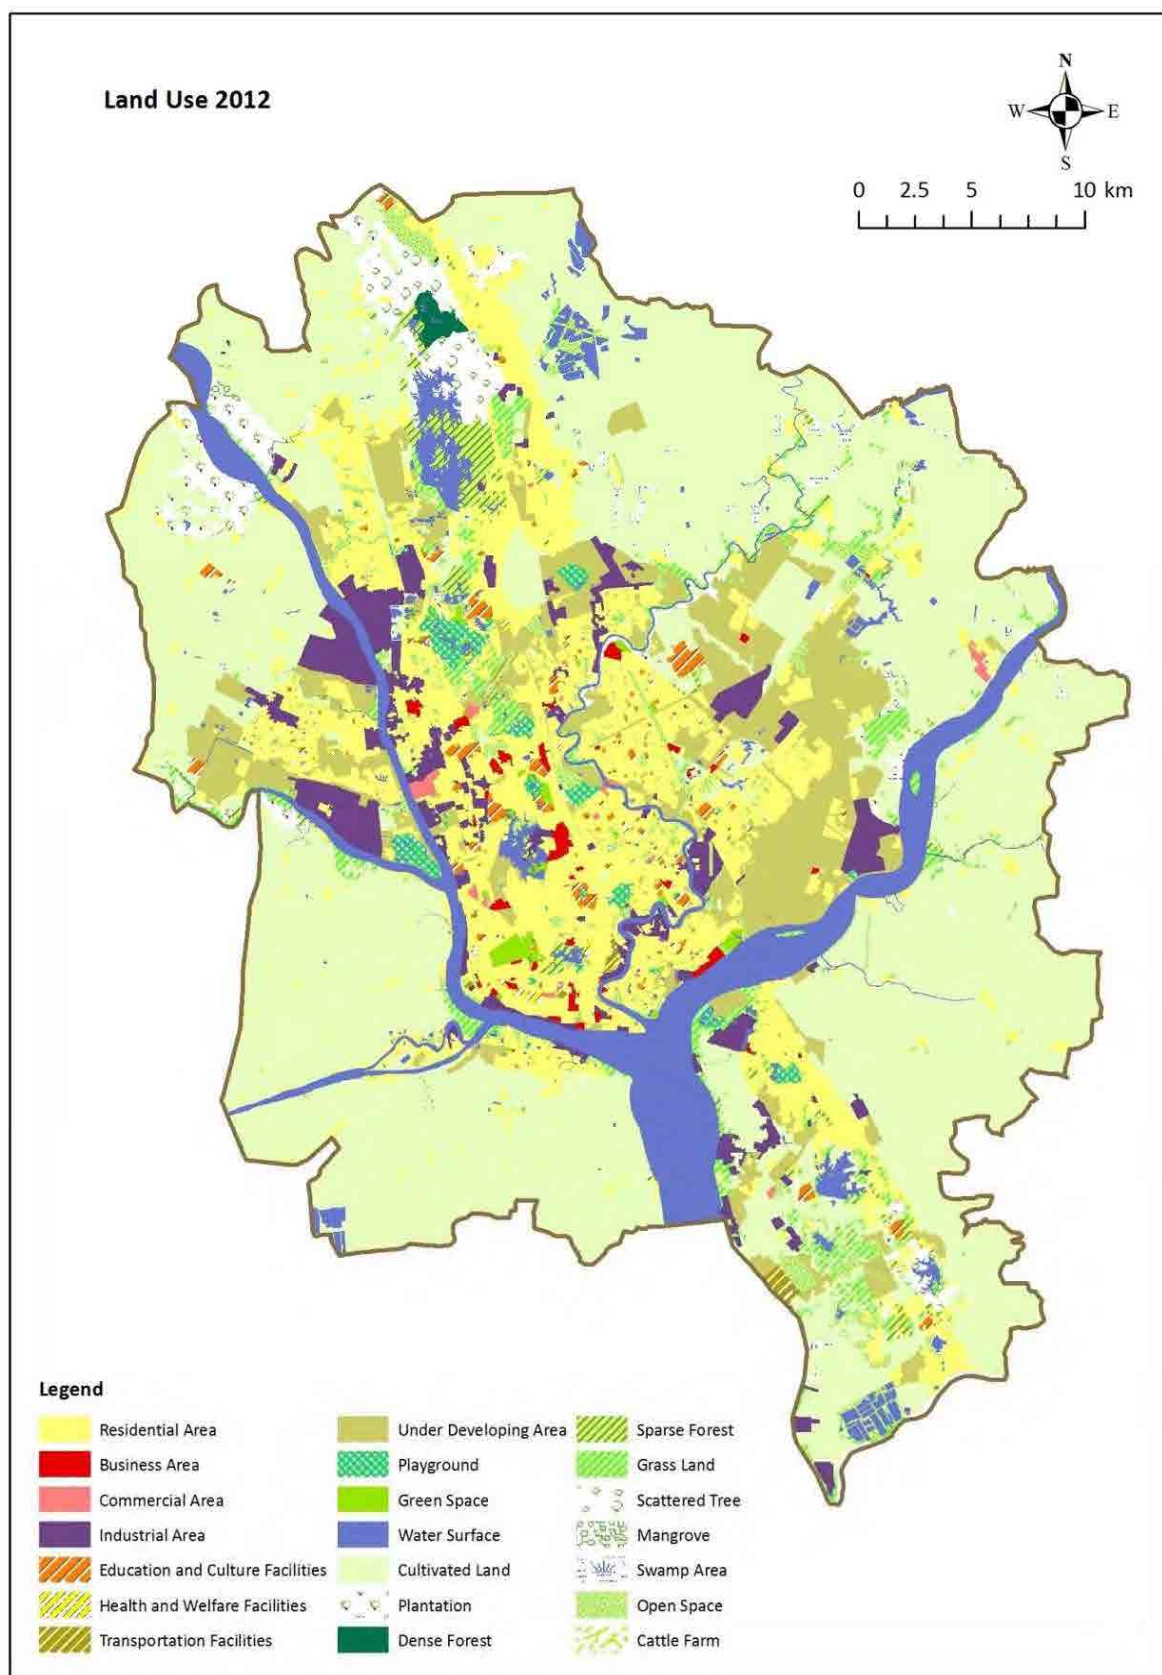 Land Use 2012
N
W E
S
0 2.5 5 10 km
Legend
Residential Area
Business Area
Commercial Area
Industrial Area
Education and Culture Facilities
Health and Welfare Facilities
Transportation Facilities
Under Developing Area
Playground
Green Space
Water Surface
Cultivated Land
Plantation
Dense Forest
Sparse Forest
Grass Land
Scattered Tree
Mangrove
Swamp Area
Open Space
Cattle Farm